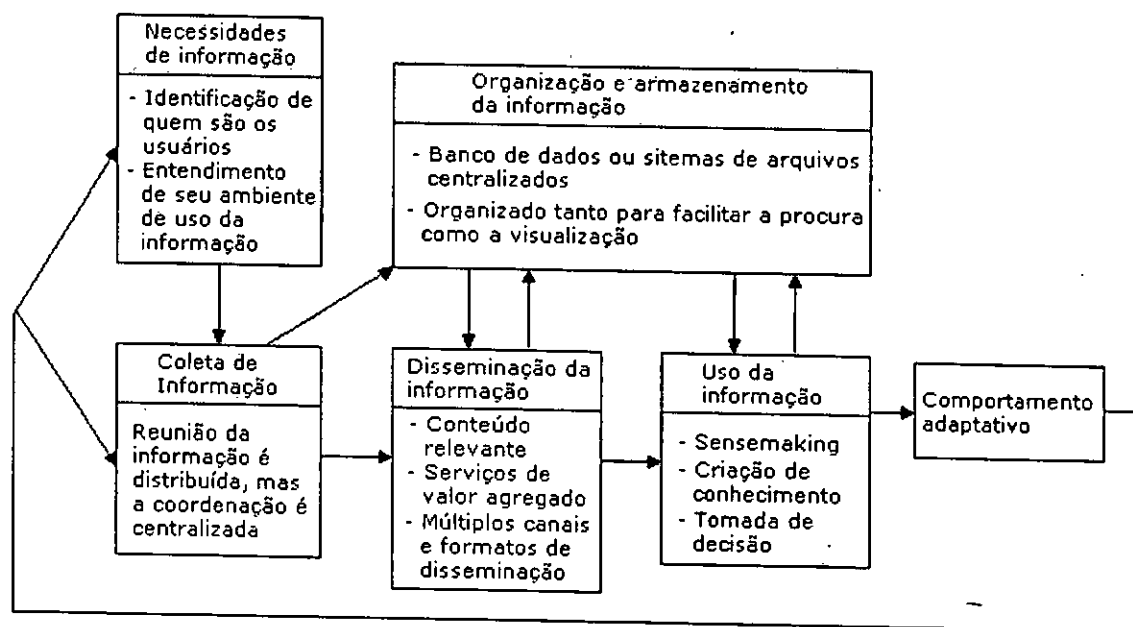 Necessidades
de informação
- Identificação de
quem são os
usuários
- Entendimento
de seu ambiente
de uso da
informação
Organização e armazenamento
da informação
- Banco de dados ou sitemas de arquivos
centralizados
- Organizado tanto para facilitar a procura
como a visualização
Coleta de
Informação
Reunião da
informação é
distribuída, mas
a coordenação é
centralizada
Disseminação da
informação
- Conteúdo
relevante
- Serviços de
valor agregado
- Múltiplos canais
e formatos de
disseminação
Uso da
informação
- Sensemaking
- Criação de
conhecimento
- Tomada de
decisão
Comportamento
adaptativo